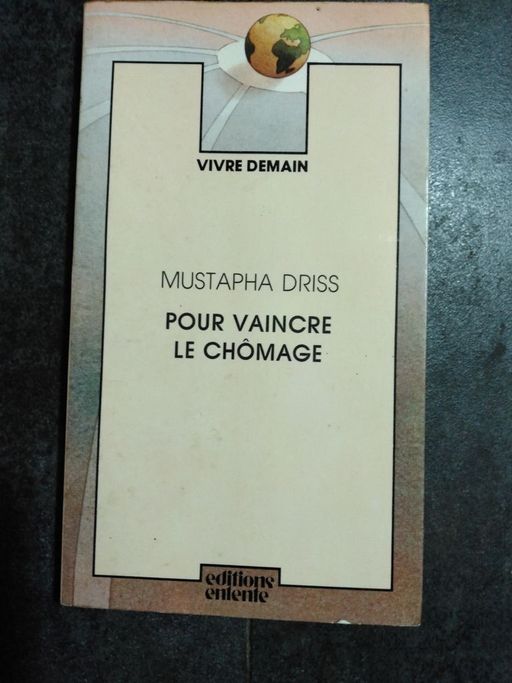 VIVRE DEMAIN
MUSTAPHA DRISS
POUR VAINCRE
LE CHÔMAGE
editions
entente